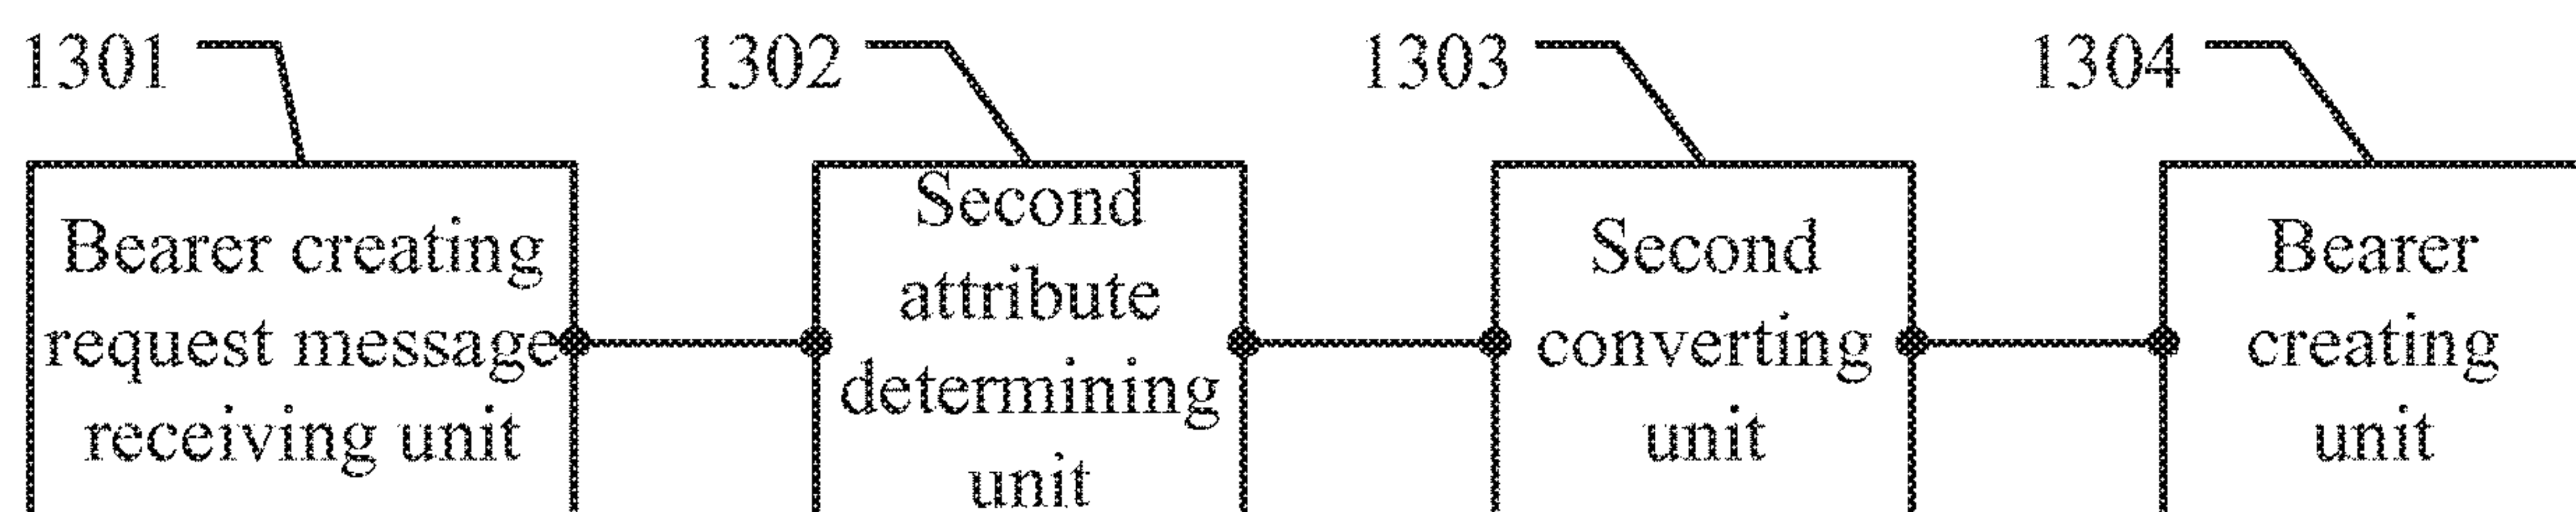 1301
1302
1303
1304
Bearer creating
request message
receiving unit
Second
attribute
determining
unit
Second
converting
unit
Bearer
creating
unit